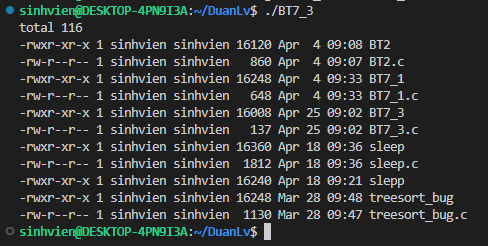 sinhvien@DESKTOP-4PN9I3A:~/DuanLv$ ./BT7_3
total 116
-rwxr-xr-x 1 sinhvien sinhvien 16120 Apr  4 09:08 BT2
-rw-r--r-- 1 sinhvien sinhvien   860 Apr  4 09:07 BT2.c
-rwxr-xr-x 1 sinhvien sinhvien 16248 Apr  4 09:33 BT7_1
-rw-r--r-- 1 sinhvien sinhvien   648 Apr  4 09:33 BT7_1.c
-rwxr-xr-x 1 sinhvien sinhvien 16008 Apr 25 09:02 BT7_3
-rw-r--r-- 1 sinhvien sinhvien   137 Apr 25 09:02 BT7_3.c
-rwxr-xr-x 1 sinhvien sinhvien 16360 Apr 18 09:36 sleep
-rw-r--r-- 1 sinhvien sinhvien  1812 Apr 18 09:36 sleep.c
-rwxr-xr-x 1 sinhvien sinhvien 16240 Apr 18 09:21 slepp
-rwxr-xr-x 1 sinhvien sinhvien 16248 Mar 28 09:48 treesort_bug
-rw-r--r-- 1 sinhvien sinhvien  1130 Mar 28 09:47 treesort_bug.c
sinhvien@DESKTOP-4PN9I3A:~/DuanLv$